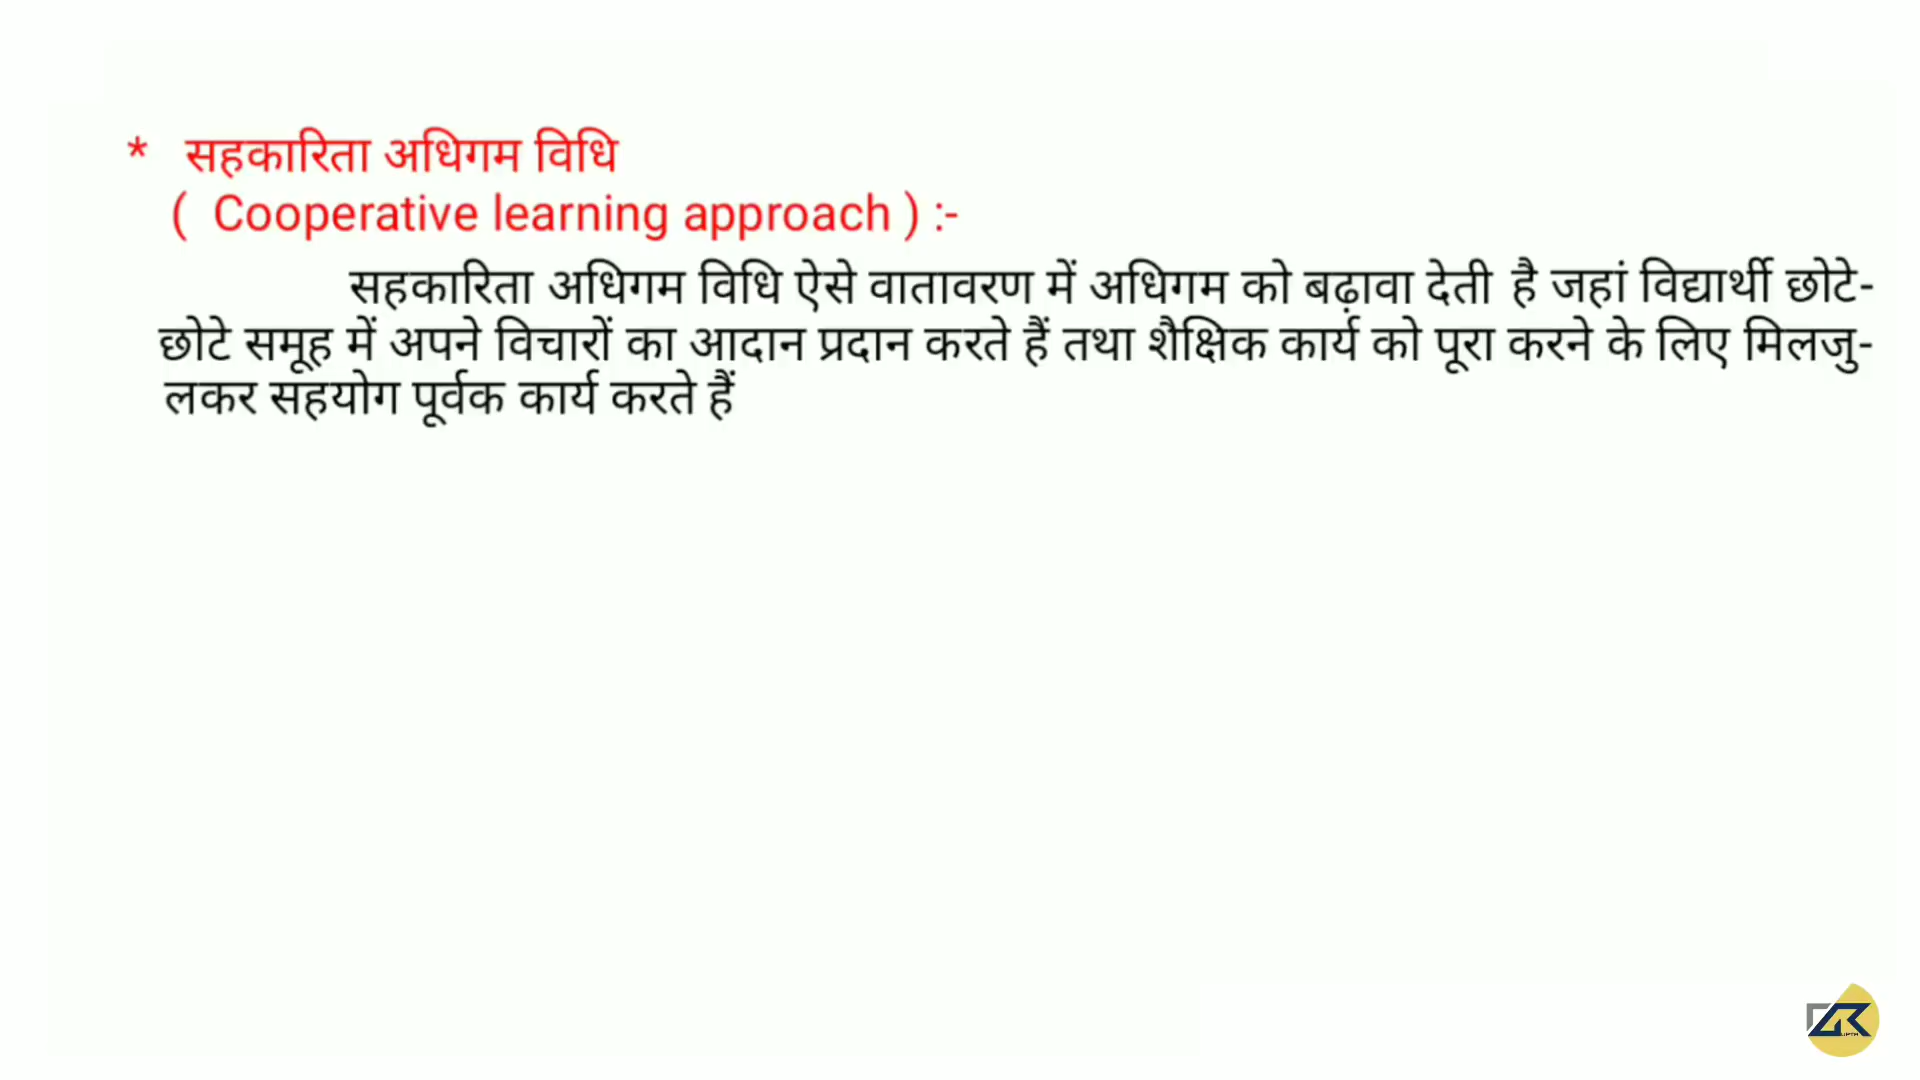 * सहकारिता अधिगम विधि
( Cooperative learning approach ) :-
सहकारिता अधिगम विधि ऐसे वातावरण में अधिगम को बढ़ावा देती है जहां विद्यार्थी छोटे-
छोटे समूह में अपने विचारों का आदान प्रदान करते हैं तथा शैक्षिक कार्य को पूरा करने के लिए मिलजु-
लकर सहयोग पूर्वक कार्य करते हैं